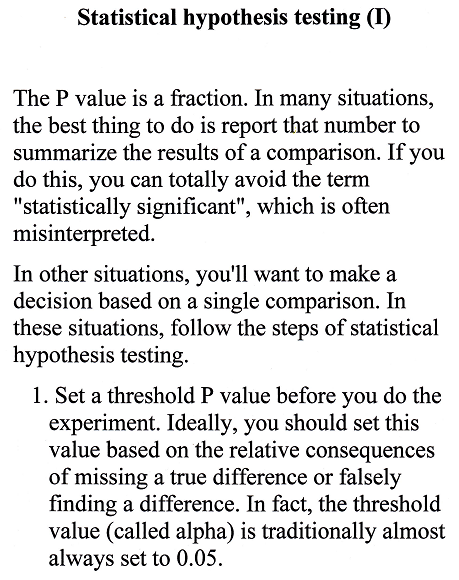 Statistical hypothesis testing (I)
The P value is a fraction. In many situations,
the best thing to do is report that number to
summarize the results of a comparison. If you
do this, you can totally avoid the term
"statistically significant", which is often
misinterpreted.
In other situations, you'll want to make a
decision based on a single comparison. In
these situations, follow the steps of statistical
hypothesis testing.
1. Set a threshold P value before you do the
experiment. Ideally, you should set this
value based on the relative consequences
of missing a true difference or falsely
finding a difference. In fact, the threshold
value (called alpha) is traditionally almost
always set to 0.05.